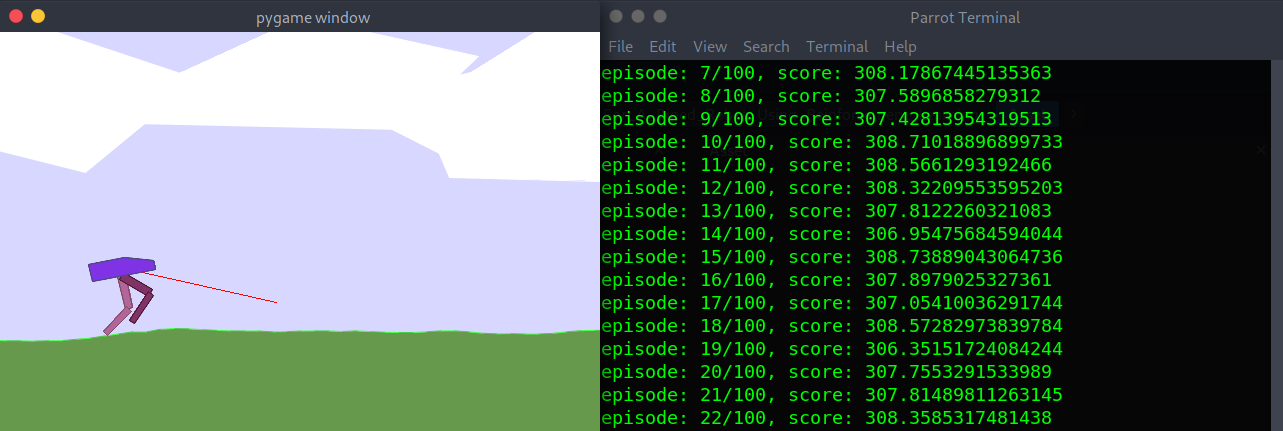 pygame window
Parrot Terminal
File Edit View Search Terminal Help
episode: 7/100, score: 308.17867445135363
episode: 8/100, score: 307.5896858279312
episode: 9/100, score: 307.42813954319513
episode: 10/100, score: 308.71018896899733
episode: 11/100, score: 308.5661293192466
episode: 12/100, score: 308.32209553595203
episode: 13/100, score: 307.8122260321083
episode: 14/100, score: 306.95475684594044
episode: 15/100, score: 308.73889043064736
episode: 16/100, score: 307.8979025327361
episode: 17/100, score: 307.05410036291744
episode: 18/100, score: 308.57282973839784
episode: 19/100, score: 306.35151724084244
episode: 20/100, score: 307.7553291533989
episode: 21/100, score: 307.81489811263145
episode: 22/100, score: 308.3585317481438